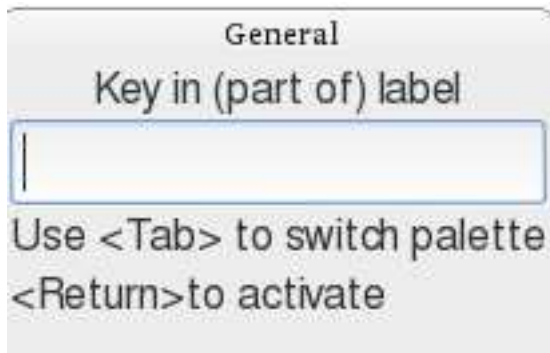 General
Key in (part of) label
Use <Tab> to switch palette
<Return>to activate